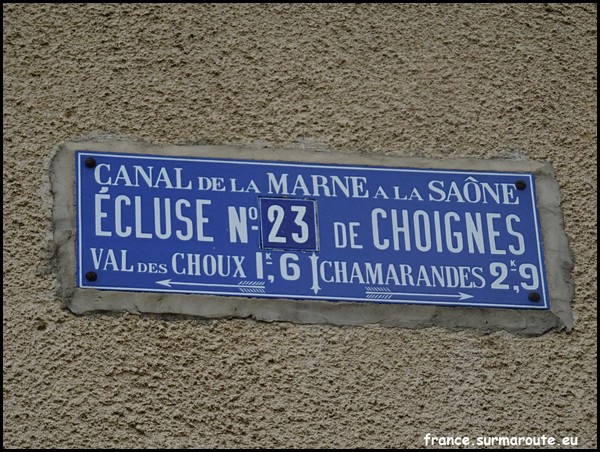 CANAL DE LA MARNE A LA SAÔNE
ÉCLUSE Nº 23 DE CHOIGNES
VAL DES CHOUX 1K,6 CHAMARANDES 2K,9
france.surmaroute.eu